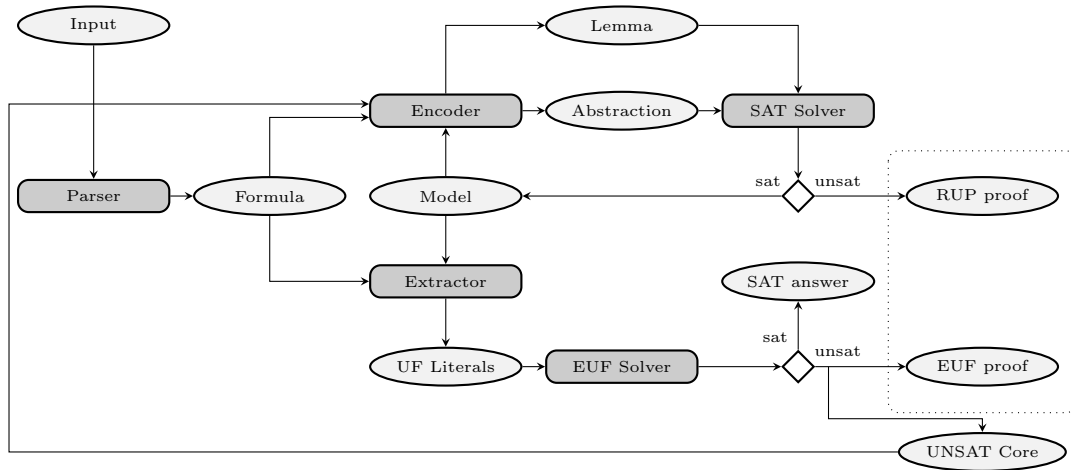 Input
Lemma
Encoder
Abstraction
SAT Solver
sat
unsat
Parser
Formula
Model
RUP proof
Extractor
SAT answer
sat
unsat
UF Literals
EUF Solver
EUF proof
UNSAT Core